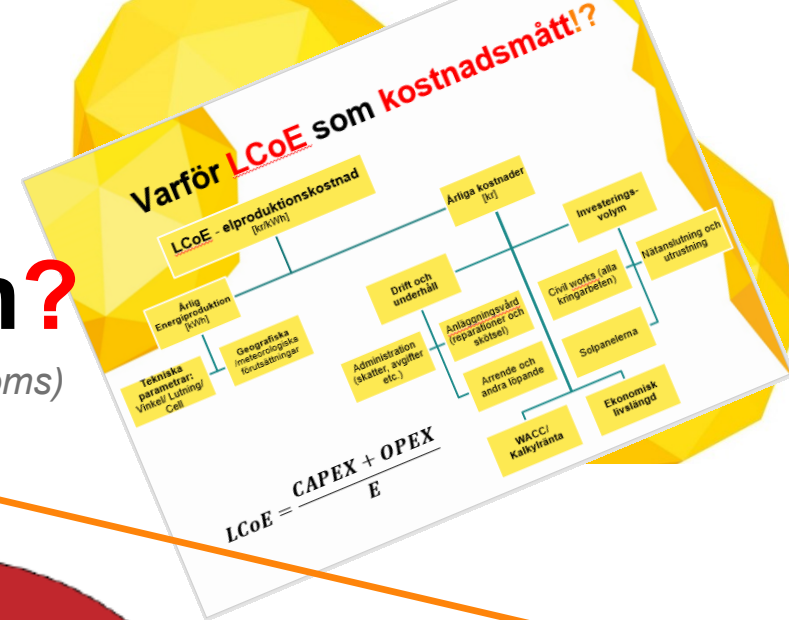 Varför LCoE som kostnadsmått!?
LCoE - elproduktionskostnad
[kr/kWh]
Årliga kostnader
[kr]
Årlig
Energiproduktion
[kWh]
Tekniska
parametrar:
Vinkel/ Lutning/
Cell
Geografiska
/meteorologiska
förutsättningar
Drift och
underhåll
Administration
(skatter, avgifter
etc.)
Anläggningsvård
(reparationer och
skötsel)
Arrende och
andra löpande
Investerings-
volym
Civil works (alla
kringarbeten)
Nätanslutning och
utrustning
Solpanelerna
WACC/
Kalkylränta
Ekonomisk
livslängd
LCoE = 
CAPEX + OPEX
E
n?
oms)